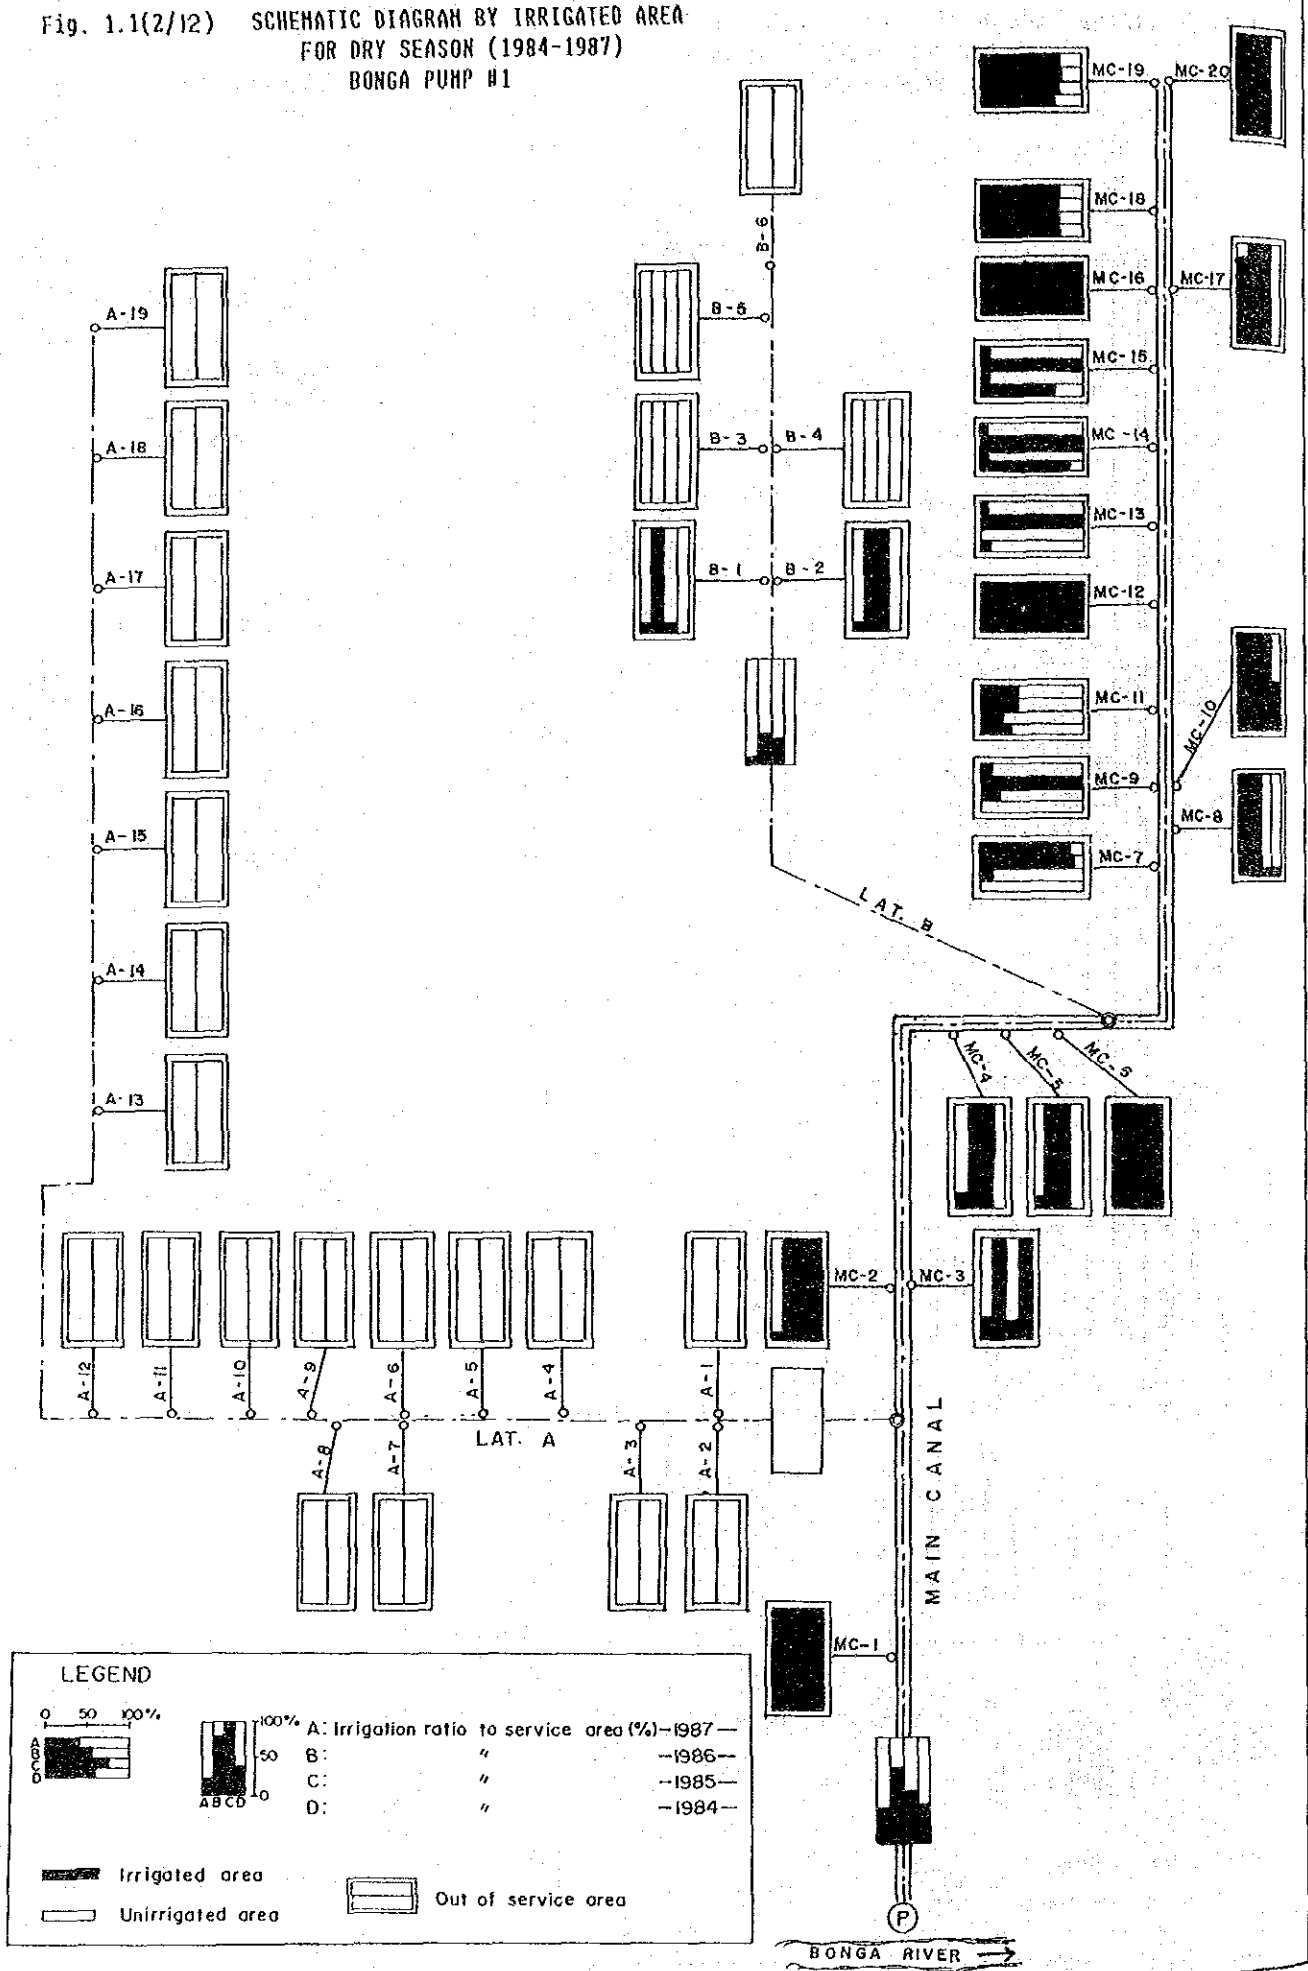 Fig. 1.1(2/12) SCHEMATIC DIAGRAM BY IRRIGATED AREA
FOR DRY SEASON (1984-1987)
BONGA PUMP #1
MC-19
MC-20
MC-18
B-6
MC-16
MC-17
A-19
B-5
MC-15
A-18
B-3
B-4
MC-14
MC-13
A-17
B-1
B-2
MC-12
A-16
MC-11
MC-10
MC-9
A-15
MC-8
MC-7
LAT. B
A-14
MC-4
MC-5
MC-6
A-13
MC-2
MC-3
A-12
A-11
A-10
A-9
A-6
A-5
A-4
A-1
LAT. A
A-8
A-7
A-3
A-2
MAIN CANAL
MC-1
LEGEND
0 50 100%
A
B
C
D
100%
50
0
A B C D
A: Irrigation ratio to service area (%) -1987-
B: " -1986-
C: " -1985-
D: " -1984-
Irrigated area
Unirrigated area
Out of service area
P
BONGA RIVER